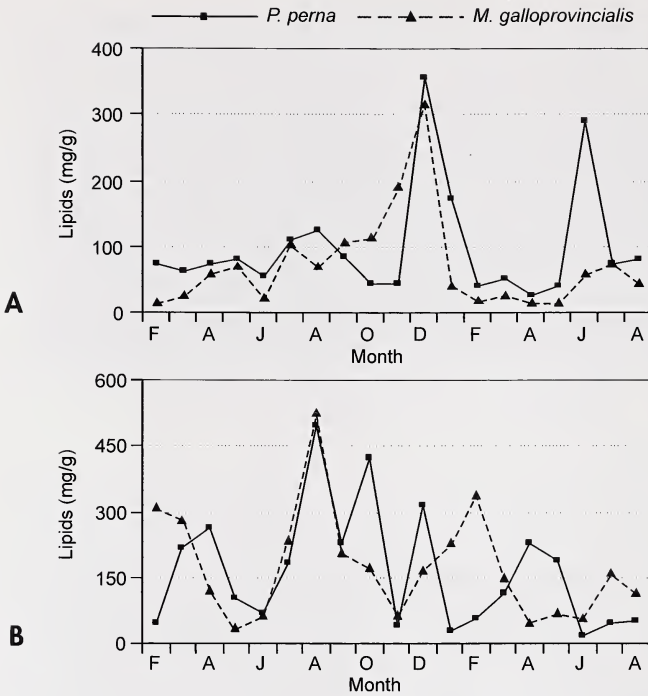 P. perna M. galloprovincialis
400
300
200
100
0
Lipids (mg/g)
A
F A J A O D F A J A
Month
600
450
300
150
0
Lipids (mg/g)
B
F A J A O D F A J A
Month